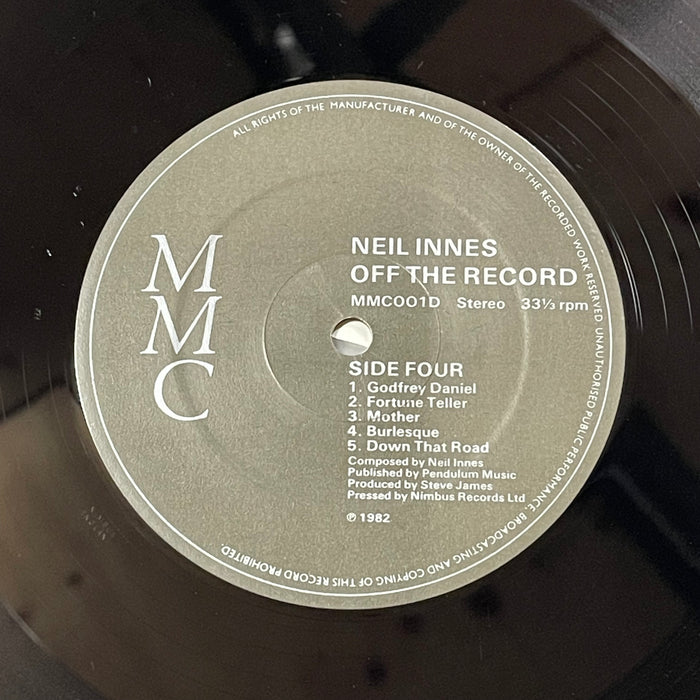 ALL RIGHTS OF THE MANUFACTURER AND OF THE OWNER OF THE RECORDED WORK RESERVED. UNAUTHORISED PUBLIC PERFORMANCE, BROADCASTING AND COPYING OF THIS RECORD PROHIBITED.
M
M
C
NEIL INNES
OFF THE RECORD
MMC001D Stereo 33⅓ rpm
SIDE FOUR
1. Godfrey Daniel
2. Fortune Teller
3. Mother
4. Burlesque
5. Down That Road
Composed by Neil Innes
Published by Pendulum Music
Produced by Steve James
Pressed by Nimbus Records Ltd
℗ 1982